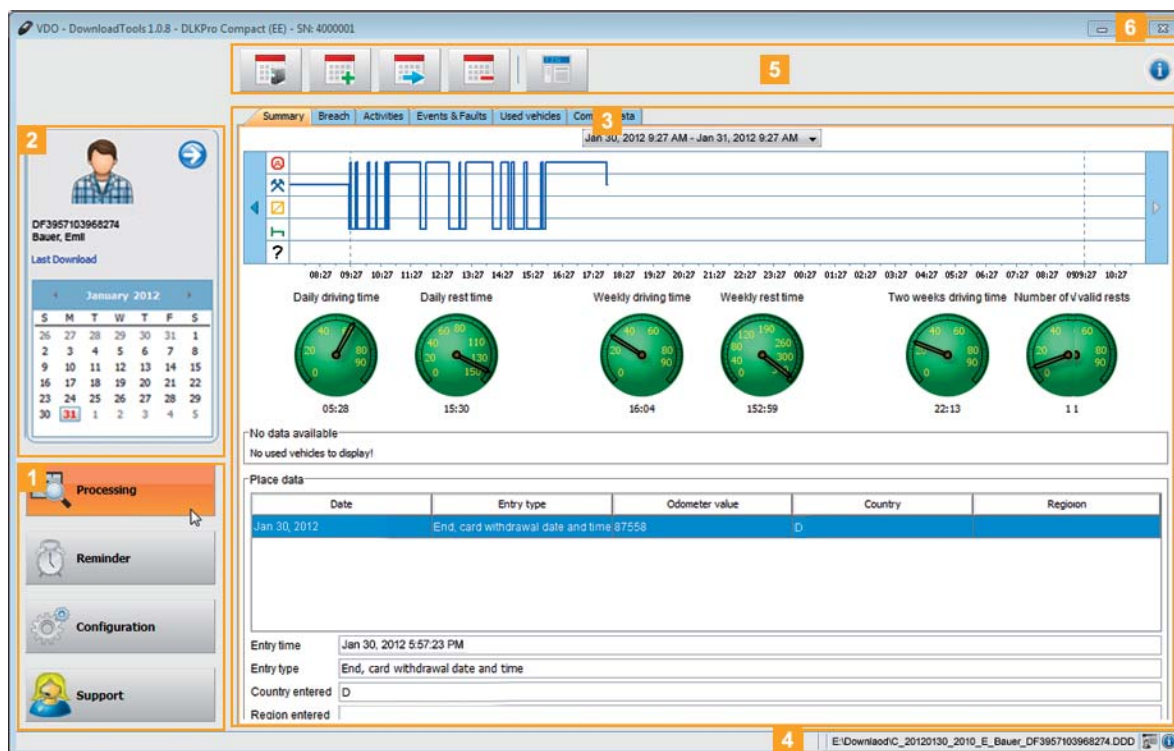 VDO - DownloadTools 1.0.8 - DLKPro Compact (EE) - SN: 4000001
6
5
2
DF3957103968274
Bauer, Emil
Last Download
January 2012
S M T W T F S
26 27 28 29 30 31 1
2 3 4 5 6 7 8
9 10 11 12 13 14 15
16 17 18 19 20 21 22
23 24 25 26 27 28 29
30 31 1 2 3 4 5
1
Processing
Reminder
Configuration
Support
3
Summary Breach Activities Events & Faults Used vehicles
Jan 30, 2012 9:27 AM - Jan 31, 2012 9:27 AM
?
08:27 09:27 10:27 11:27 12:27 13:27 14:27 15:27 16:27 17:27 18:27 19:27 20:27 21:27 22:27 23:27 00:27 01:27 02:27 03:27 04:27 05:27 06:27 07:27 08:27 09:27 10:27
Daily driving time Daily rest time Weekly driving time Weekly rest time Two weeks driving time Number of valid rests
05:28 15:30 16:04 152:59 22:13 1 1
No data available
No used vehicles to display!
Place data
Date Entry type Odometer value Country
Jan 30, 2012 End, card withdrawal date and time 87558 D
Entry time Jan 30, 2012 5:57:23 PM
Entry type End, card withdrawal date and time
Country entered D
Region entered
4
E:\Downlaod\C_20120130_2010_E_Bauer_DF3957103968274.DDD